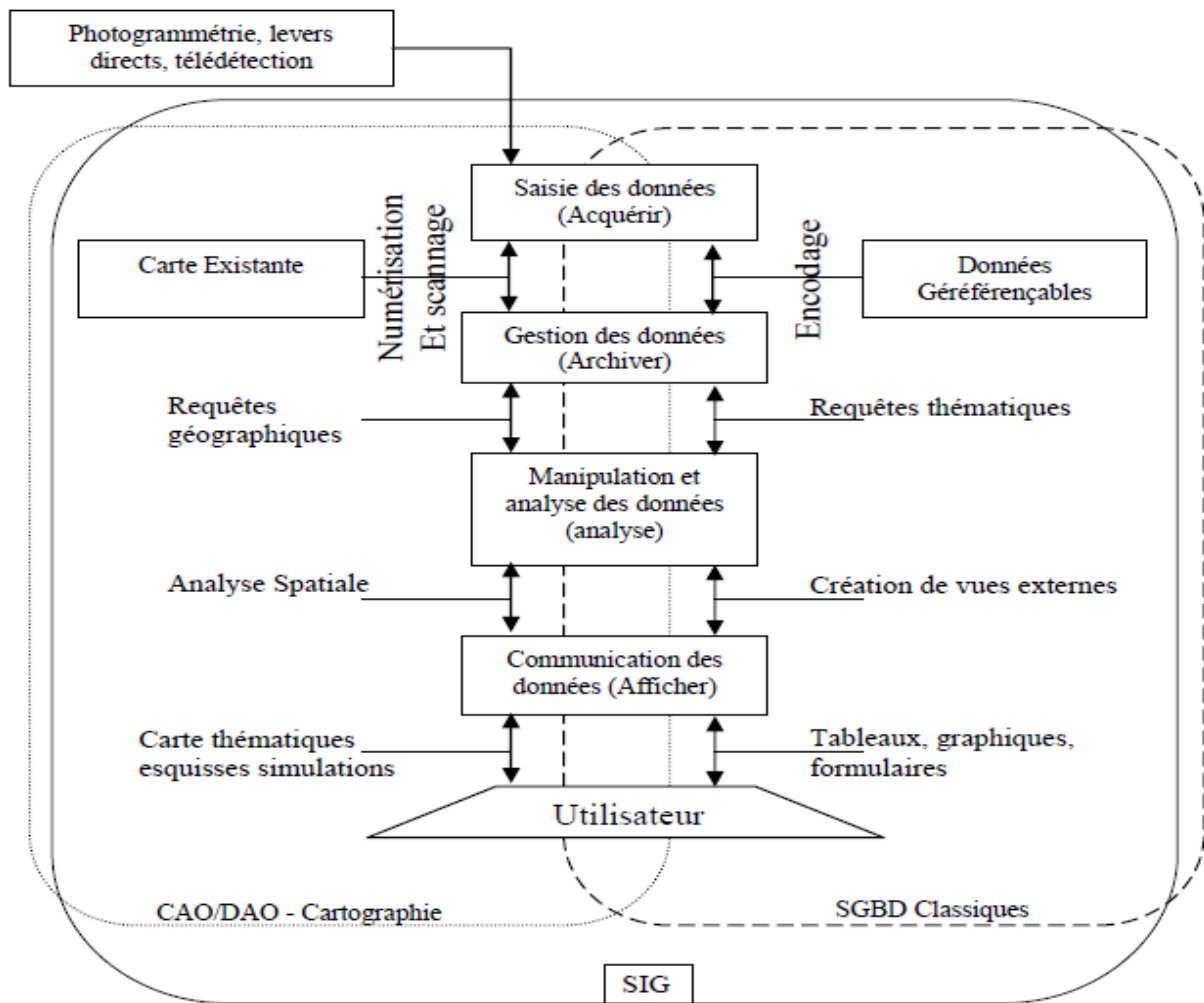 Photogrammétrie, levers
directs, télédétection
Saisie des données
(Acquérir)
Numérisation
Et scannage
Encodage
Carte Existante
Données
Géréférençables
Gestion des données
(Archiver)
Requêtes
géographiques
Requêtes thématiques
Manipulation et
analyse des données
(analyse)
Analyse Spatiale
Création de vues externes
Communication des
données (Afficher)
Carte thématiques
esquisses simulations
Tableaux, graphiques,
formulaires
Utilisateur
CAO/DAO - Cartographie
SGBD Classiques
SIG